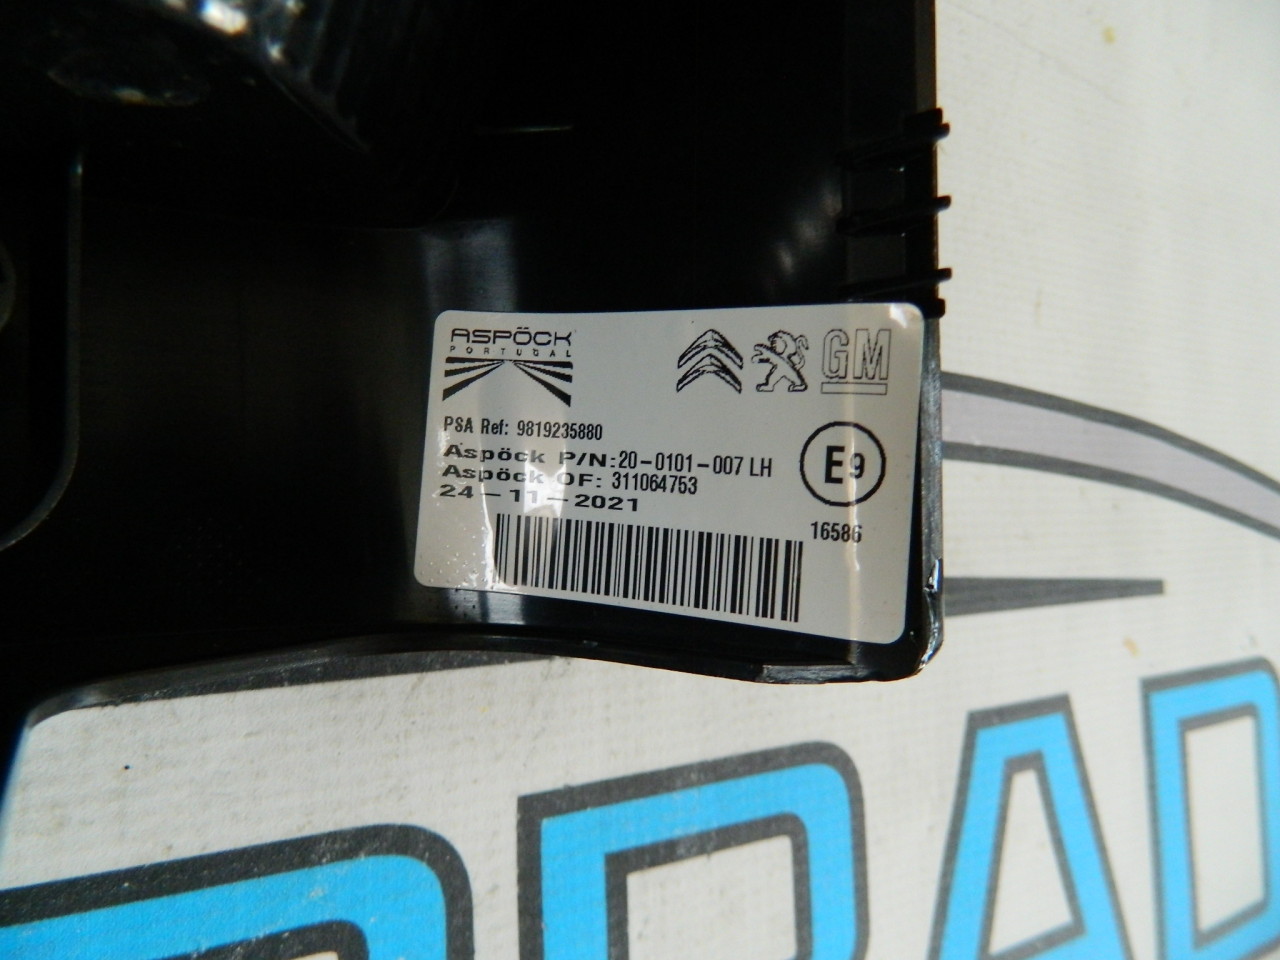 ASPÖCK
PORTUGAL
GM
PSA Ref: 9819235880
Aspöck P/N:20-0101-007 LH
Aspöck OF: 311064753
24-11-2021
E9
16586